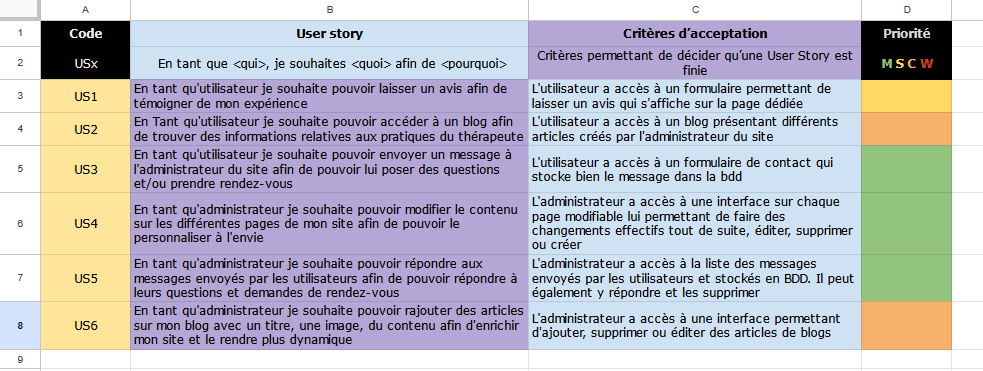 A B C D
1 Code User story Critères d’acceptation Priorité
2 USx En tant que <qui>, je souhaites <quoi> afin de <pourquoi> Critères permettant de décider qu’une User Story est
finie
M S C W
3 US1 En tant qu'utilisateur je souhaite pouvoir laisser un avis afin de
témoigner de mon expérience
L'utilisateur a accès à un formulaire permettant de
laisser un avis qui s'affiche sur la page dédiée
4 US2 En Tant qu'utilisateur je souhaite pouvoir accéder à un blog afin
de trouver des informations relatives aux pratiques du thérapeute
L'utilisateur a accès à un blog présentant différents
articles créés par l'administrateur du site
5 US3 En tant qu'utilisateur je souhaite pouvoir envoyer un message à
l'administrateur du site afin de pouvoir lui poser des questions
et/ou prendre rendez-vous
L'utilisateur a accès à un formulaire de contact qui
stocke bien le message dans la bdd
6 US4 En tant qu'administrateur je souhaite pouvoir modifier le contenu
sur les différentes pages de mon site afin de pouvoir le
personnaliser à l'envie
L'administrateur a accès à une interface sur chaque
page modifiable lui permettant de faire des
changements effectifs tout de suite, éditer, supprimer
ou créer
7 US5 En tant qu'administrateur je souhaite pouvoir répondre aux
messages envoyés par les utilisateurs afin de pouvoir répondre à
leurs questions et demandes de rendez-vous
L'administrateur a accès à la liste des messages
envoyés par les utilisateurs et stockés en BDD. Il peut
également y répondre et les supprimer
8 US6 En tant qu'administrateur je souhaite pouvoir rajouter des articles
sur mon blog avec un titre, une image, du contenu afin d'enrichir
mon site et le rendre plus dynamique
L'administrateur a accès à une interface permettant
d'ajouter, supprimer ou éditer des articles de blogs
9